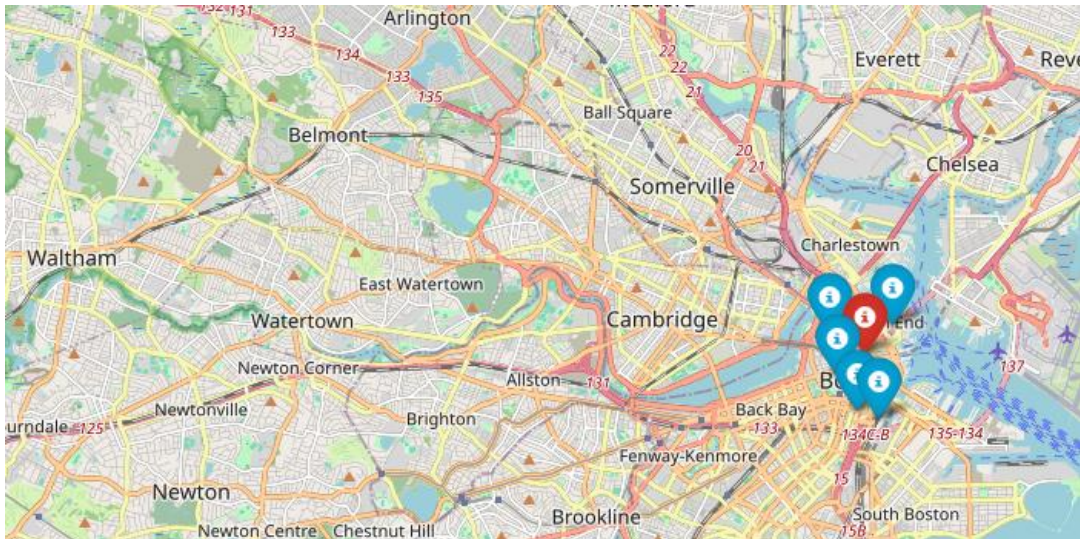 Arlington
133
134
133
135
Belmont
22
22
21
Ball Square
Everett
20
21
Somerville
Chelsea
Waltham
East Watertown
Charlestown
Watertown
Cambridge
End
Newton Corner
Allston
131
137
Newtonville
Brighton
Back Bay
133
125
134C-B
135-134
Fenway-Kenmore
15
Newton
South Boston
Newton Centre
Chestnut Hill
Brookline
15B